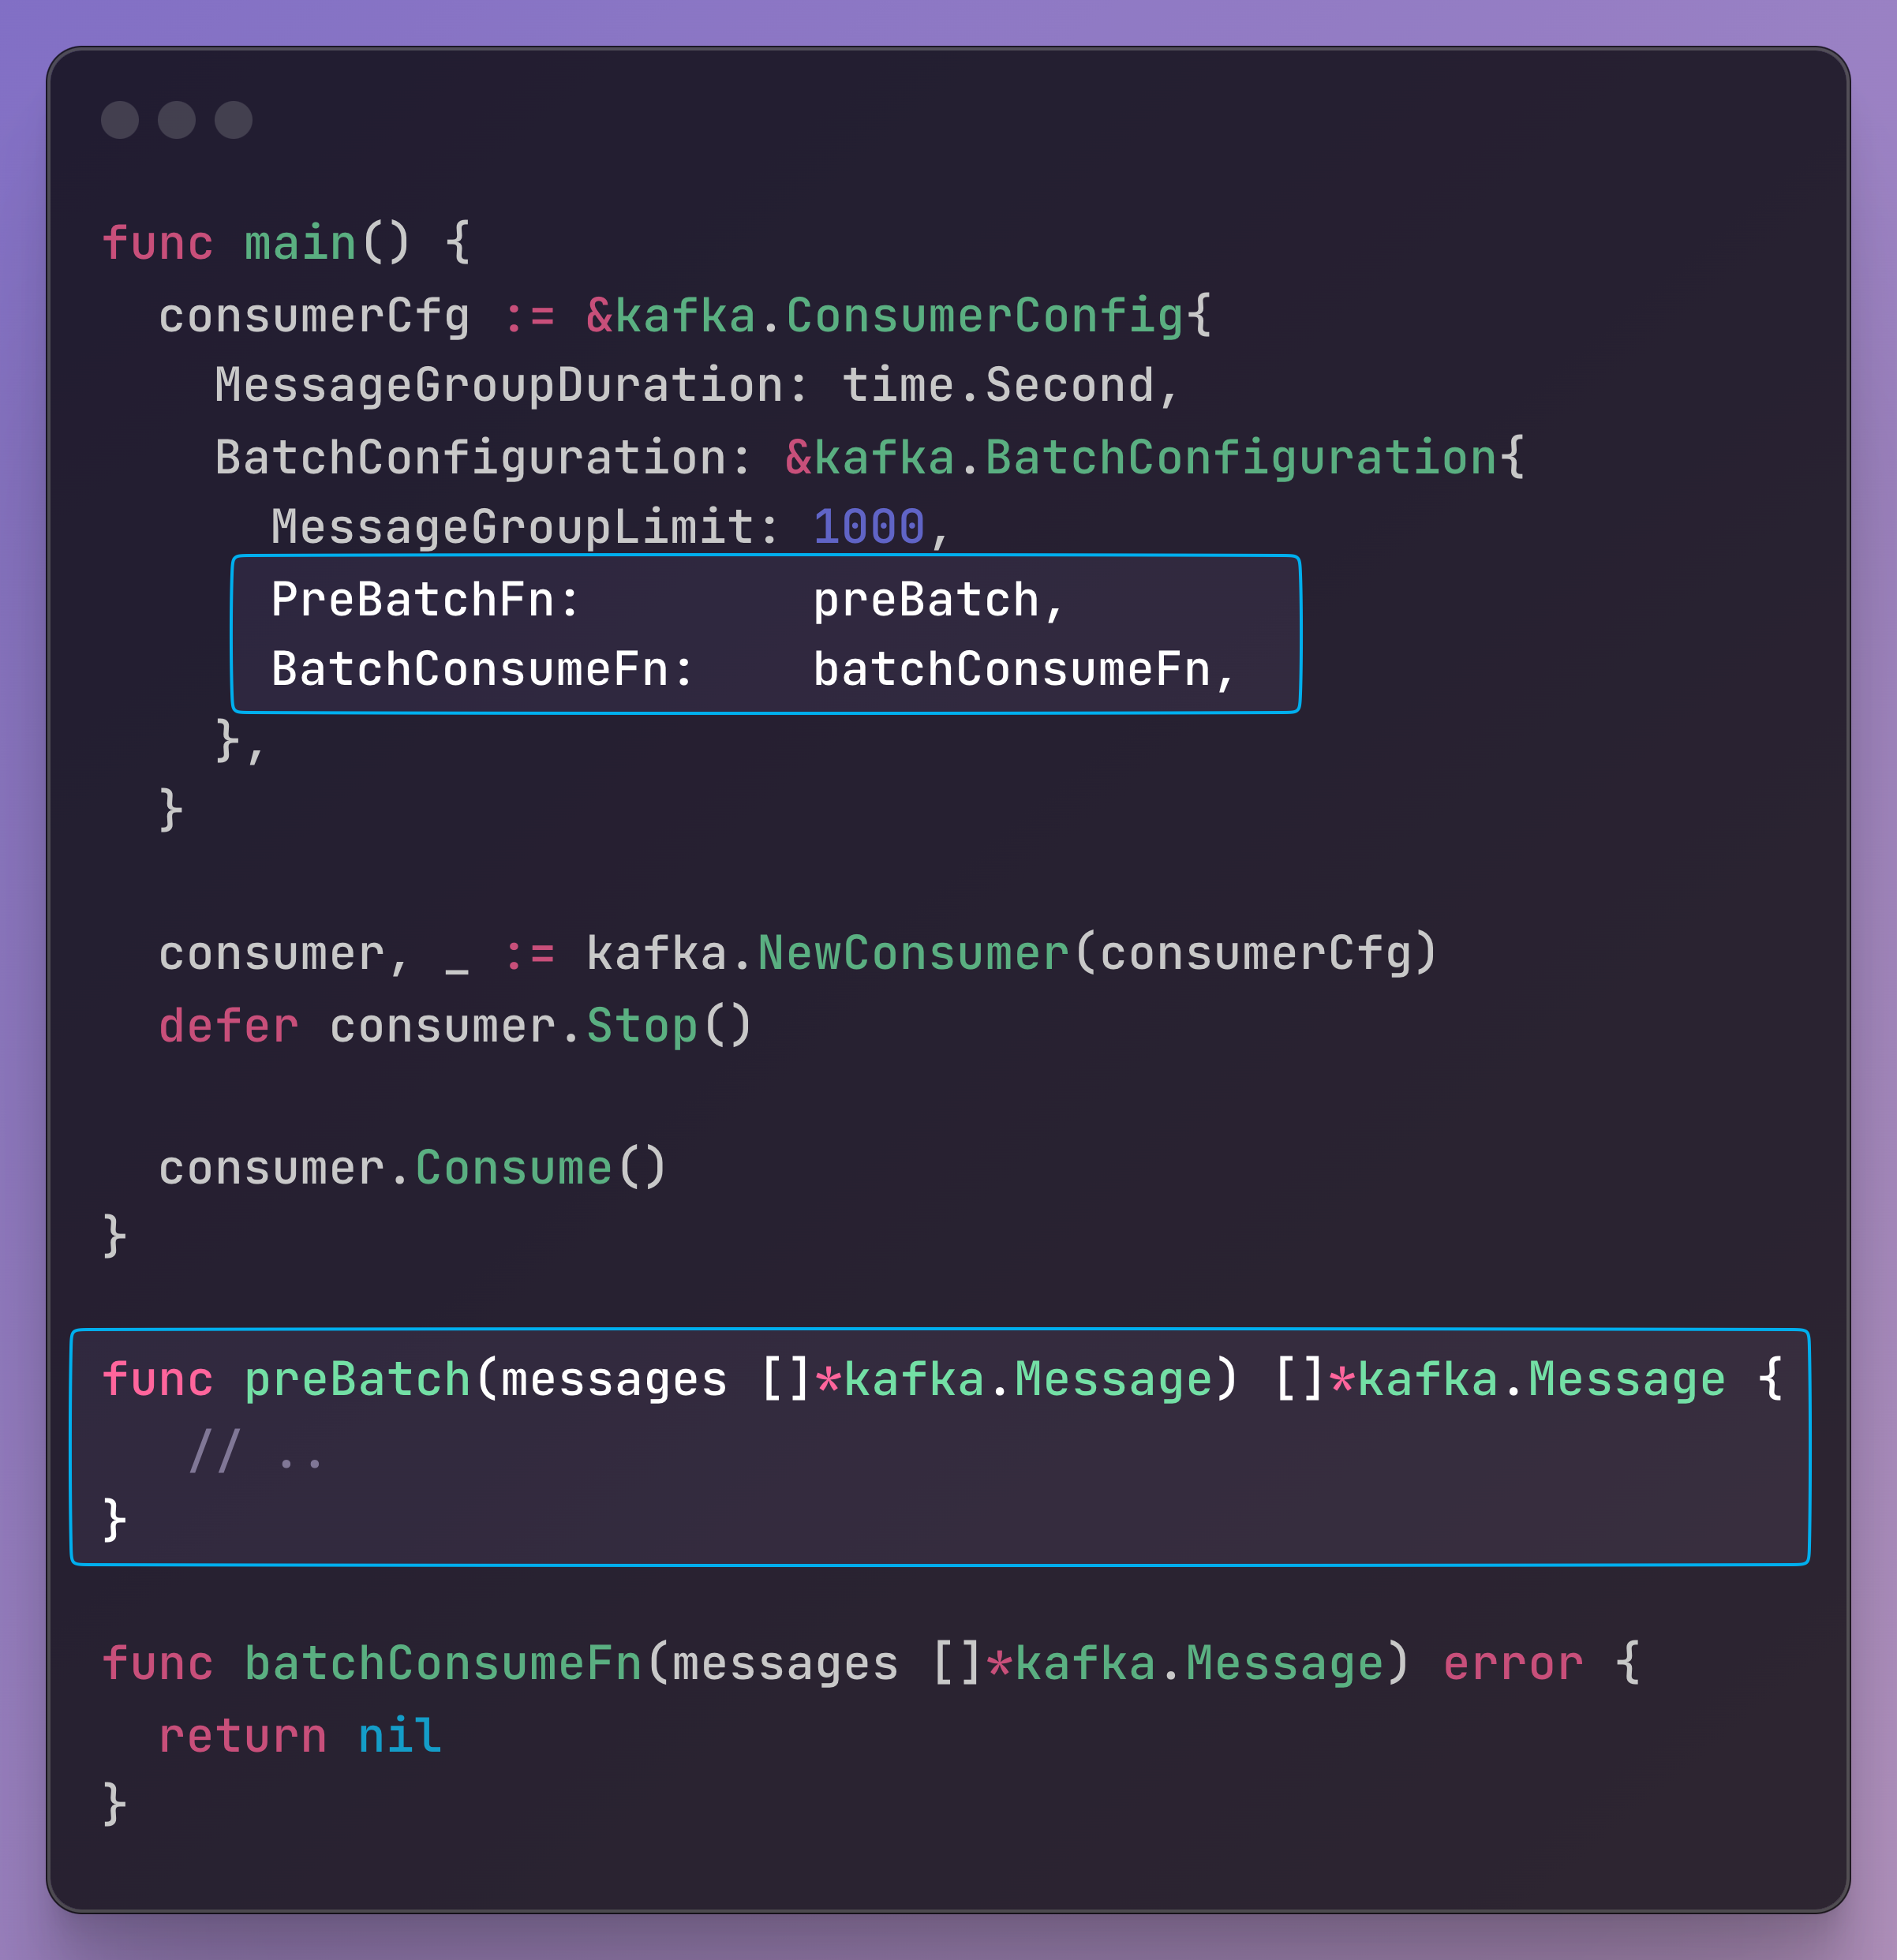 func main() {
  consumerCfg := &kafka.ConsumerConfig{
    MessageGroupDuration: time.Second,
    BatchConfiguration: &kafka.BatchConfiguration{
      MessageGroupLimit: 1000,
      PreBatchFn:        preBatch,
      BatchConsumeFn:    batchConsumeFn,
    },
  }

  consumer, _ := kafka.NewConsumer(consumerCfg)
  defer consumer.Stop()

  consumer.Consume()
}

func preBatch(messages []*kafka.Message) []*kafka.Message {
   // ..
}

func batchConsumeFn(messages []*kafka.Message) error {
  return nil
}